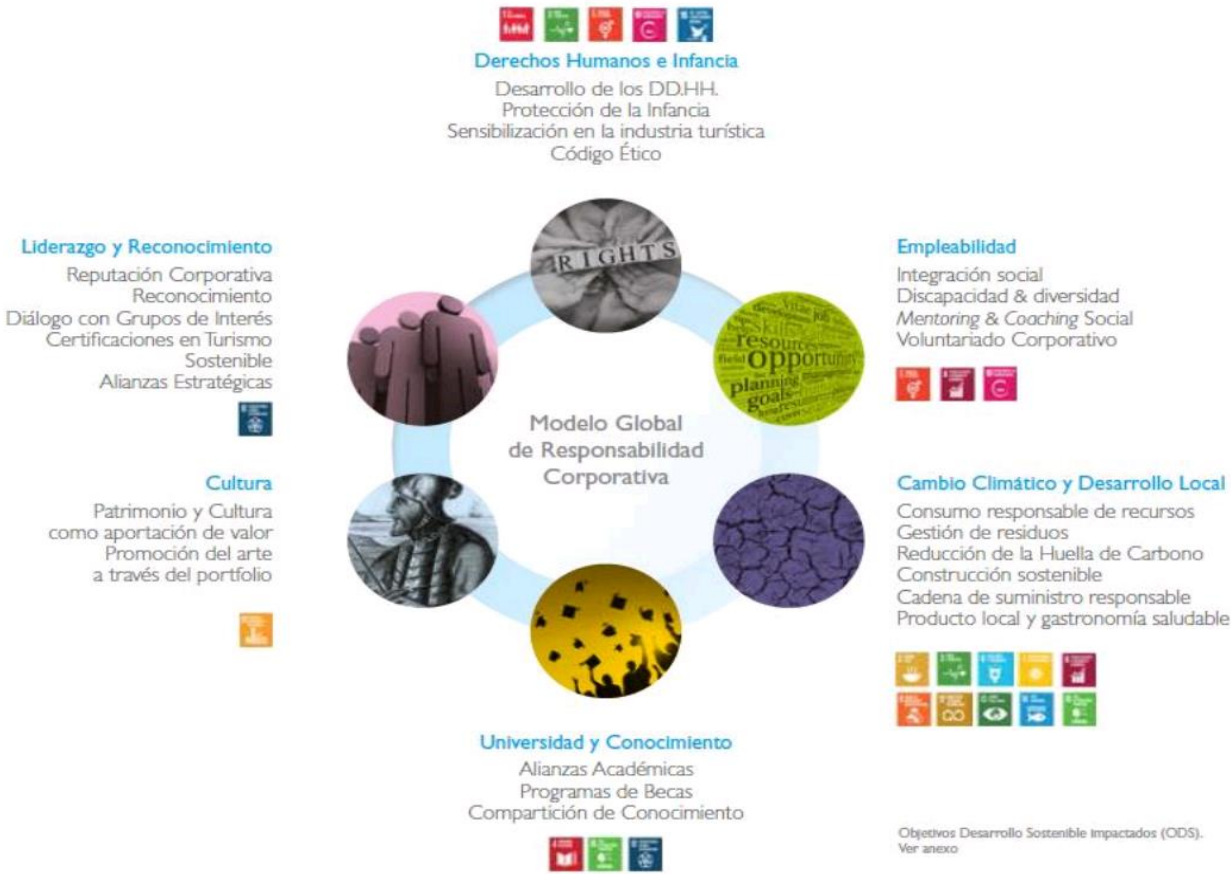 Derechos Humanos e Infancia
Desarrollo de los DD.HH.
Protección de la Infancia
Sensibilización en la industria turística
Código Ético
Liderazgo y Reconocimiento
Reputación Corporativa
Reconocimiento
Diálogo con Grupos de Interés
Certificaciones en Turismo
Sostenible
Alianzas Estratégicas
Empleabilidad
Integración social
Discapacidad & diversidad
Mentoring & Coaching Social
Voluntariado Corporativo
RIGHTS
vitae job
skill
resources
field opportunity
planning
goals
resume
Modelo Global
de Responsabilidad
Corporativa
Cultura
Patrimonio y Cultura
como aportación de valor
Promoción del arte
a través del portfolio
Cambio Climático y Desarrollo Local
Consumo responsable de recursos
Gestión de residuos
Reducción de la Huella de Carbono
Construcción sostenible
Cadena de suministro responsable
Producto local y gastronomía saludable
Universidad y Conocimiento
Alianzas Académicas
Programas de Becas
Compartición de Conocimiento
Objetivos Desarrollo Sostenible impactados (ODS).
Ver anexo